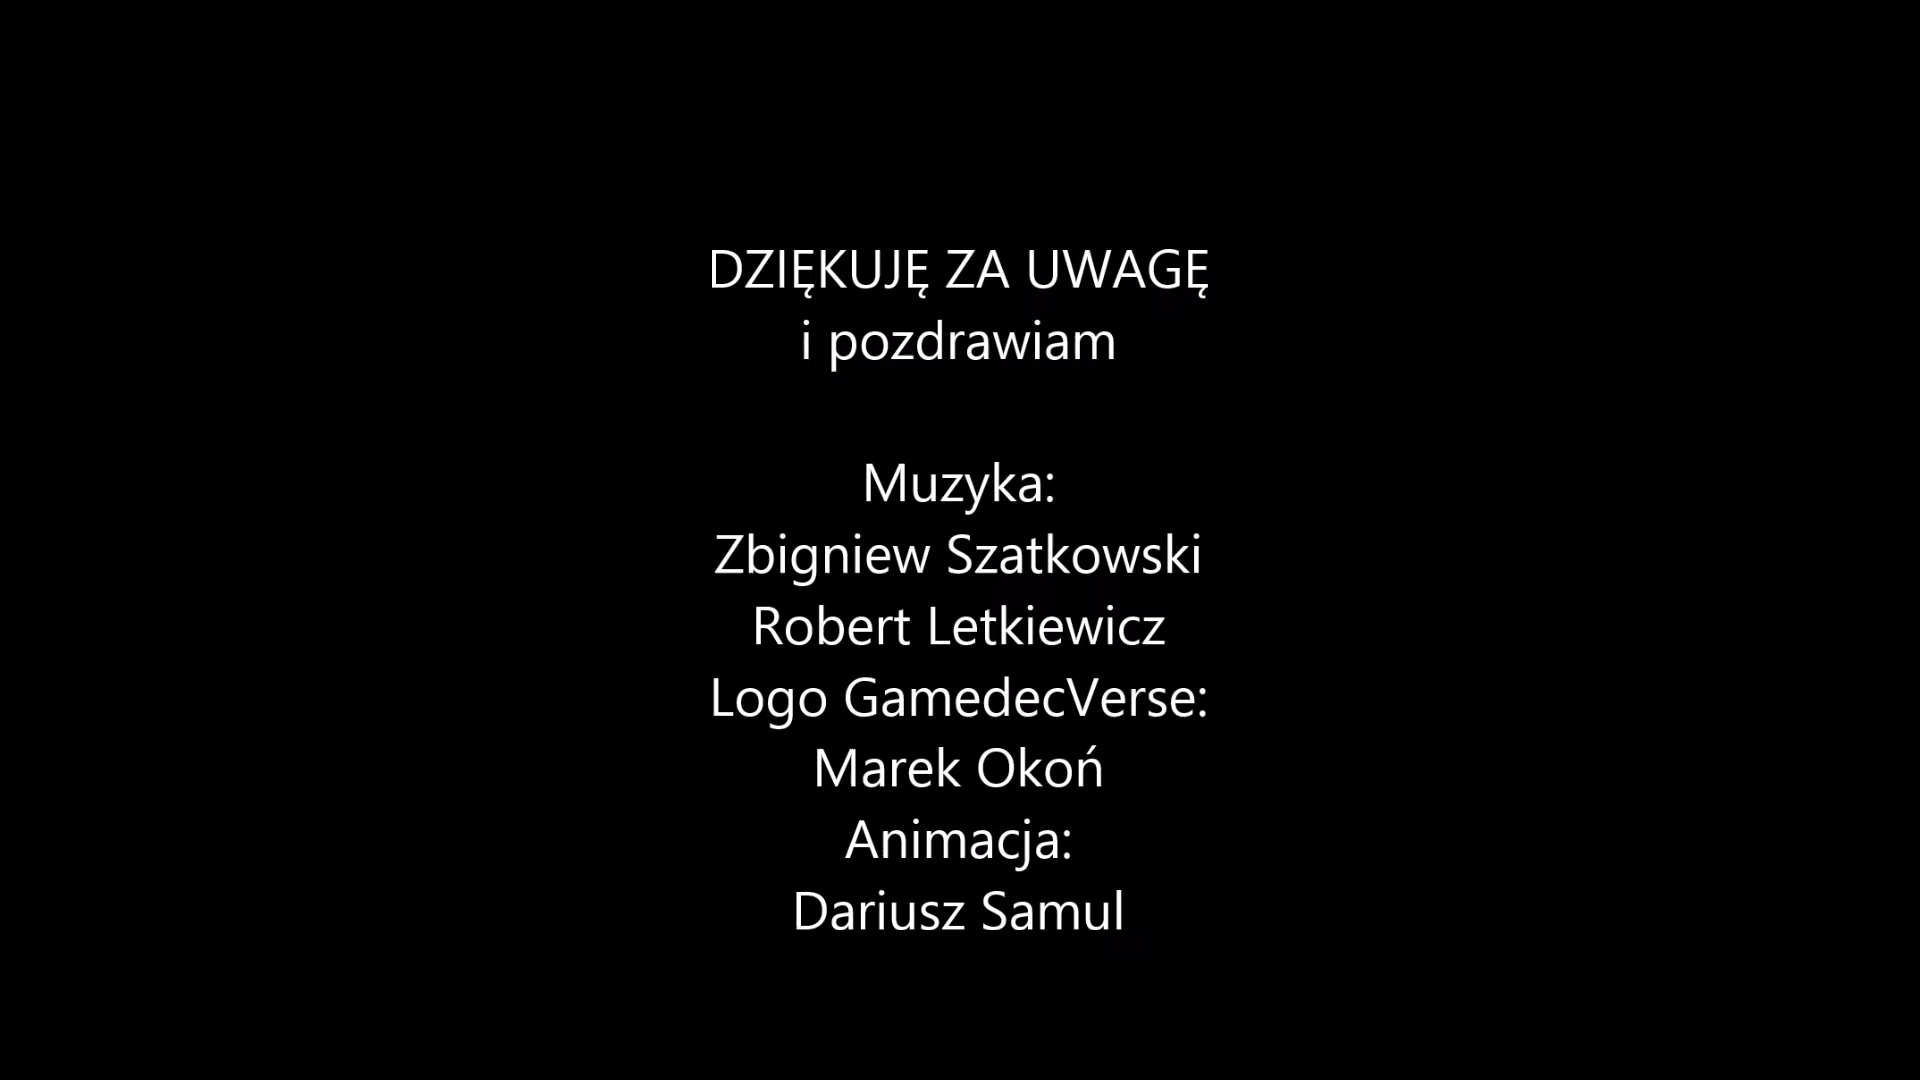 DZIĘKUJĘ ZA UWAGĘ
i pozdrawiam
Muzyka:
Zbigniew Szatkowski
Robert Letkiewicz
Logo GamedecVerse:
Marek Okoń
Animacja:
Dariusz Samul